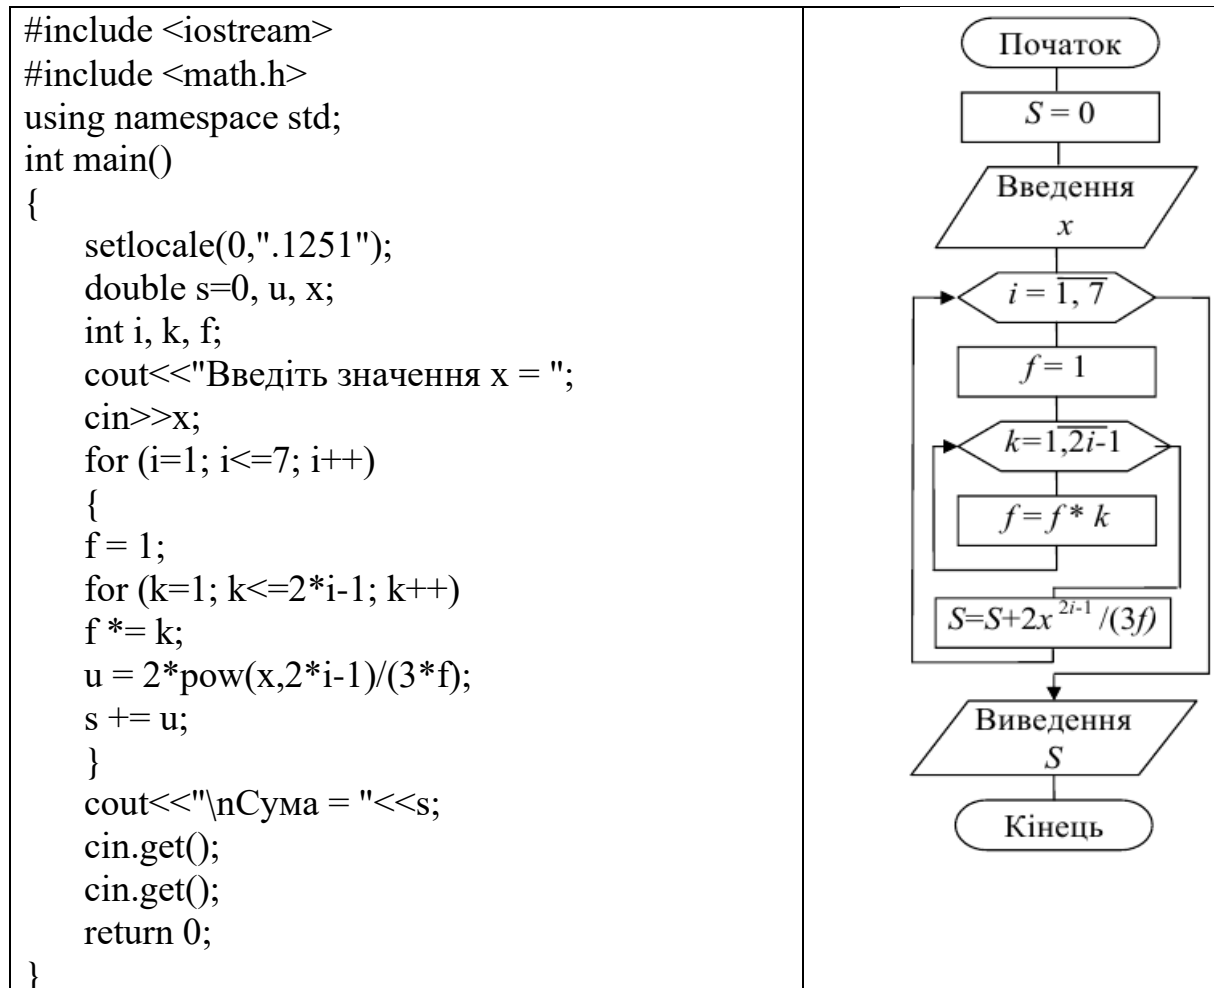 #include <iostream>
#include <math.h>
using namespace std;
int main()
{
setlocale(0,".1251");
double s=0, u, x;
int i, k, f;
cout<<"Введіть значення x = ";
cin>>x;
for (i=1; i<=7; i++)
{
f = 1;
for (k=1; k<=2*i-1; k++)
f *= k;
u = 2*pow(x,2*i-1)/(3*f);
s += u;
}
cout<<"\nСума = "<<s;
cin.get();
cin.get();
return 0;
}
Початок
S = 0
Введення
x
i = 1, 7
f = 1
k=1,2i-1
f = f * k
S=S+2x^{2i-1}/(3f)
Виведення
S
Кінець